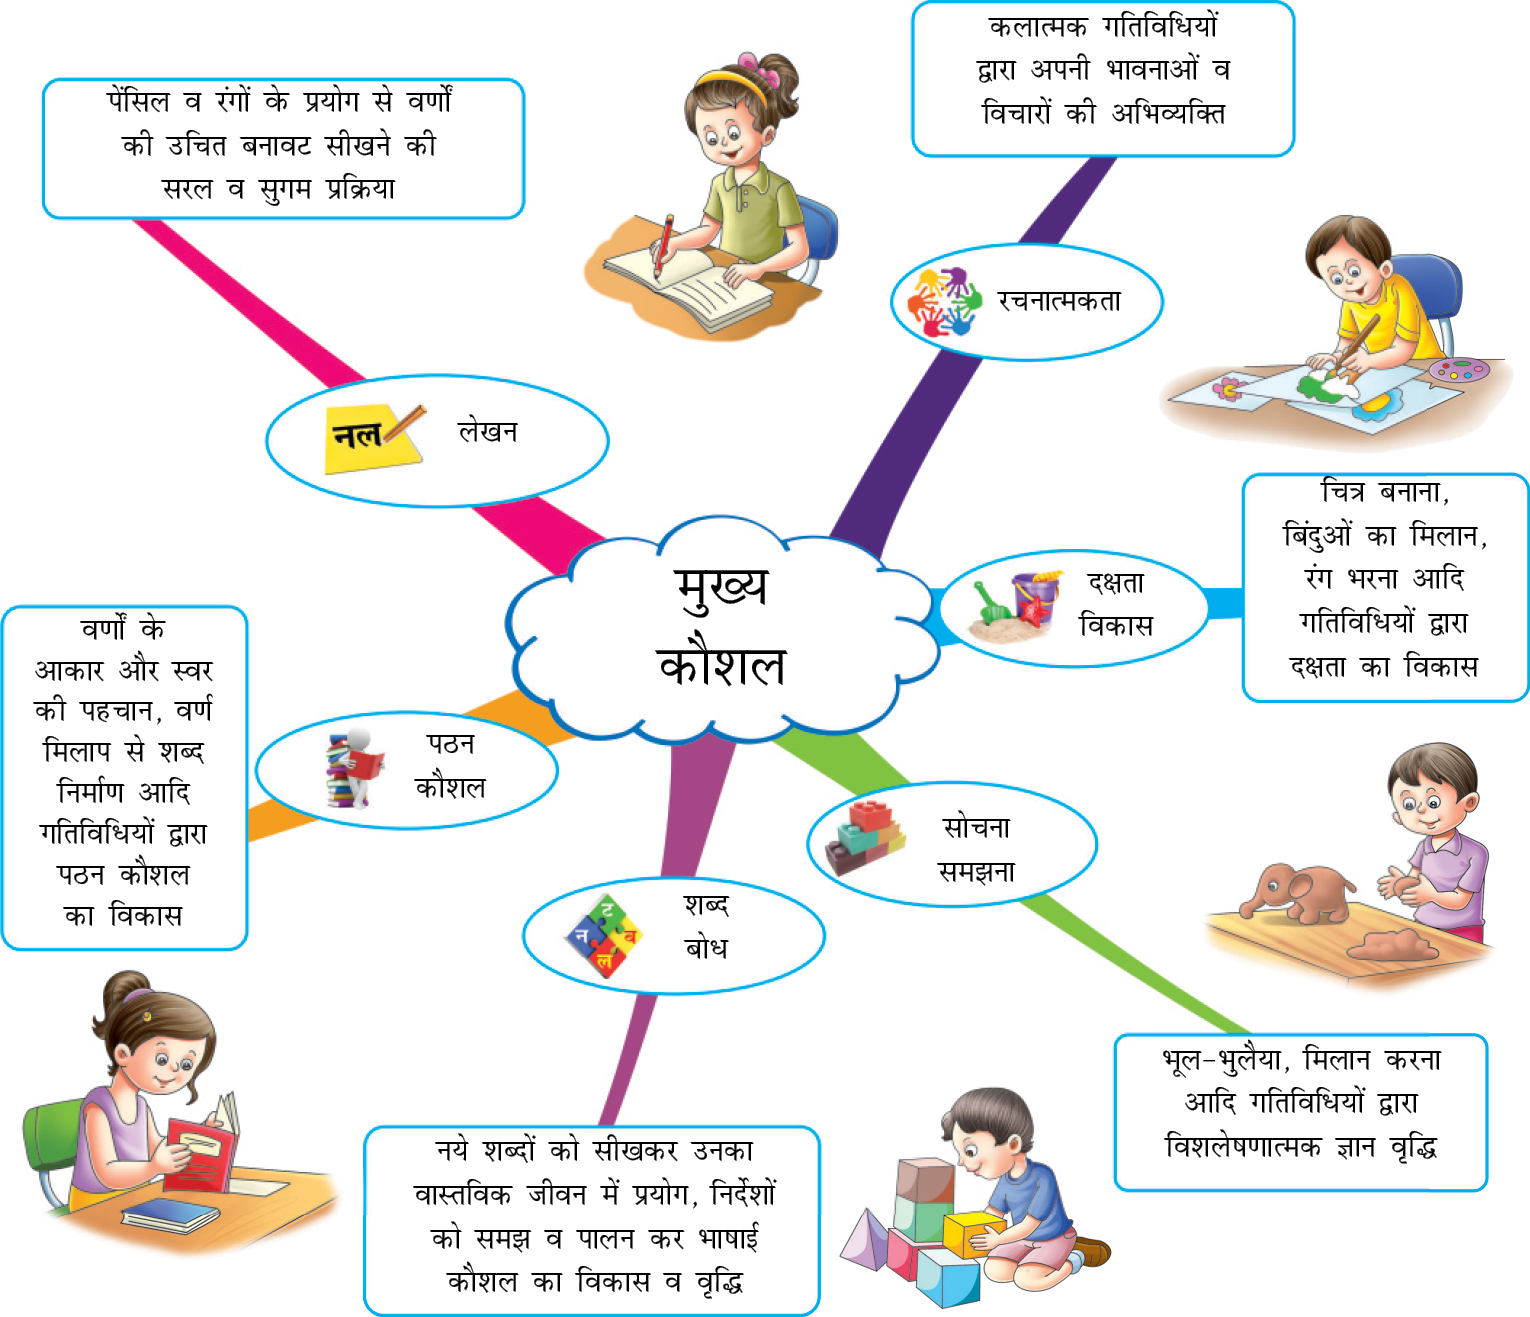 कलात्मक गतिविधियों
द्वारा अपनी भावनाओं व
विचारों की अभिव्यक्ति
पेंसिल व रंगों के प्रयोग से वर्णों
की उचित बनावट सीखने की
सरल व सुगम प्रक्रिया
रचनात्मकता
नल
लेखन
चित्र बनाना,
बिंदुओं का मिलान,
रंग भरना आदि
गतिविधियों द्वारा
दक्षता का विकास
मुख्य
कौशल
दक्षता
विकास
वर्णों के
आकार और स्वर
की पहचान, वर्ण
मिलाप से शब्द
निर्माण आदि
गतिविधियों द्वारा
पठन कौशल
का विकास
पठन
कौशल
सोचना
समझना
शब्द
बोध
ट
न
व
ल
भूल-भुलैया, मिलान करना
आदि गतिविधियों द्वारा
विशलेषणात्मक ज्ञान वृद्धि
नये शब्दों को सीखकर उनका
वास्तविक जीवन में प्रयोग, निर्देशों
को समझ व पालन कर भाषाई
कौशल का विकास व वृद्धि